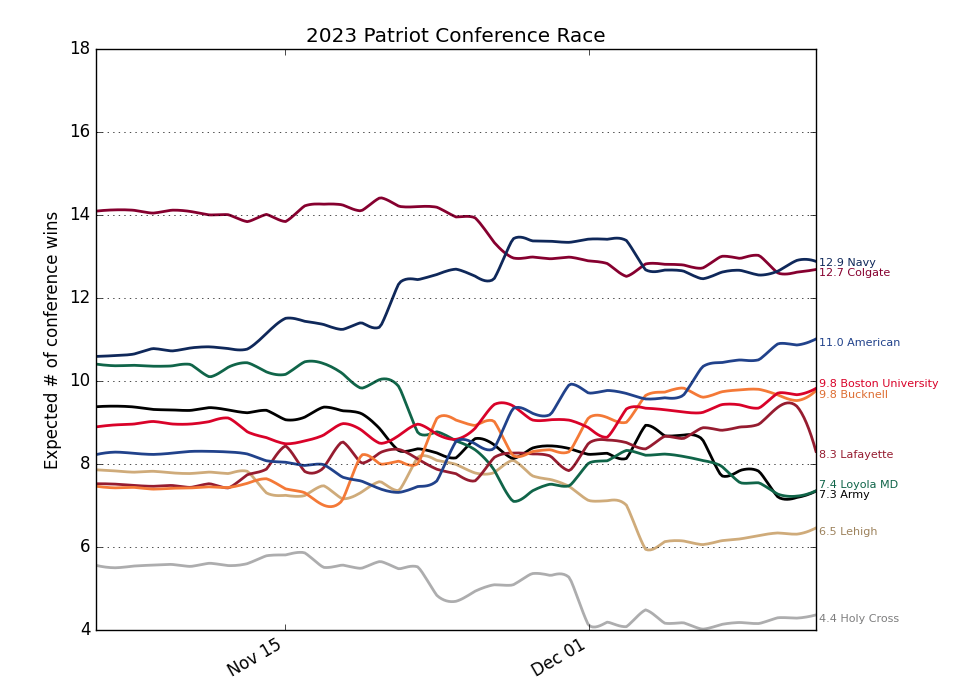 2023 Patriot Conference Race
Expected # of conference wins
18
16
14
12
10
8
6
4
Nov 15
Dec 01
12.9 Navy
12.7 Colgate
11.0 American
9.8 Boston University
9.8 Bucknell
8.3 Lafayette
7.4 Loyola MD
7.3 Army
6.5 Lehigh
4.4 Holy Cross